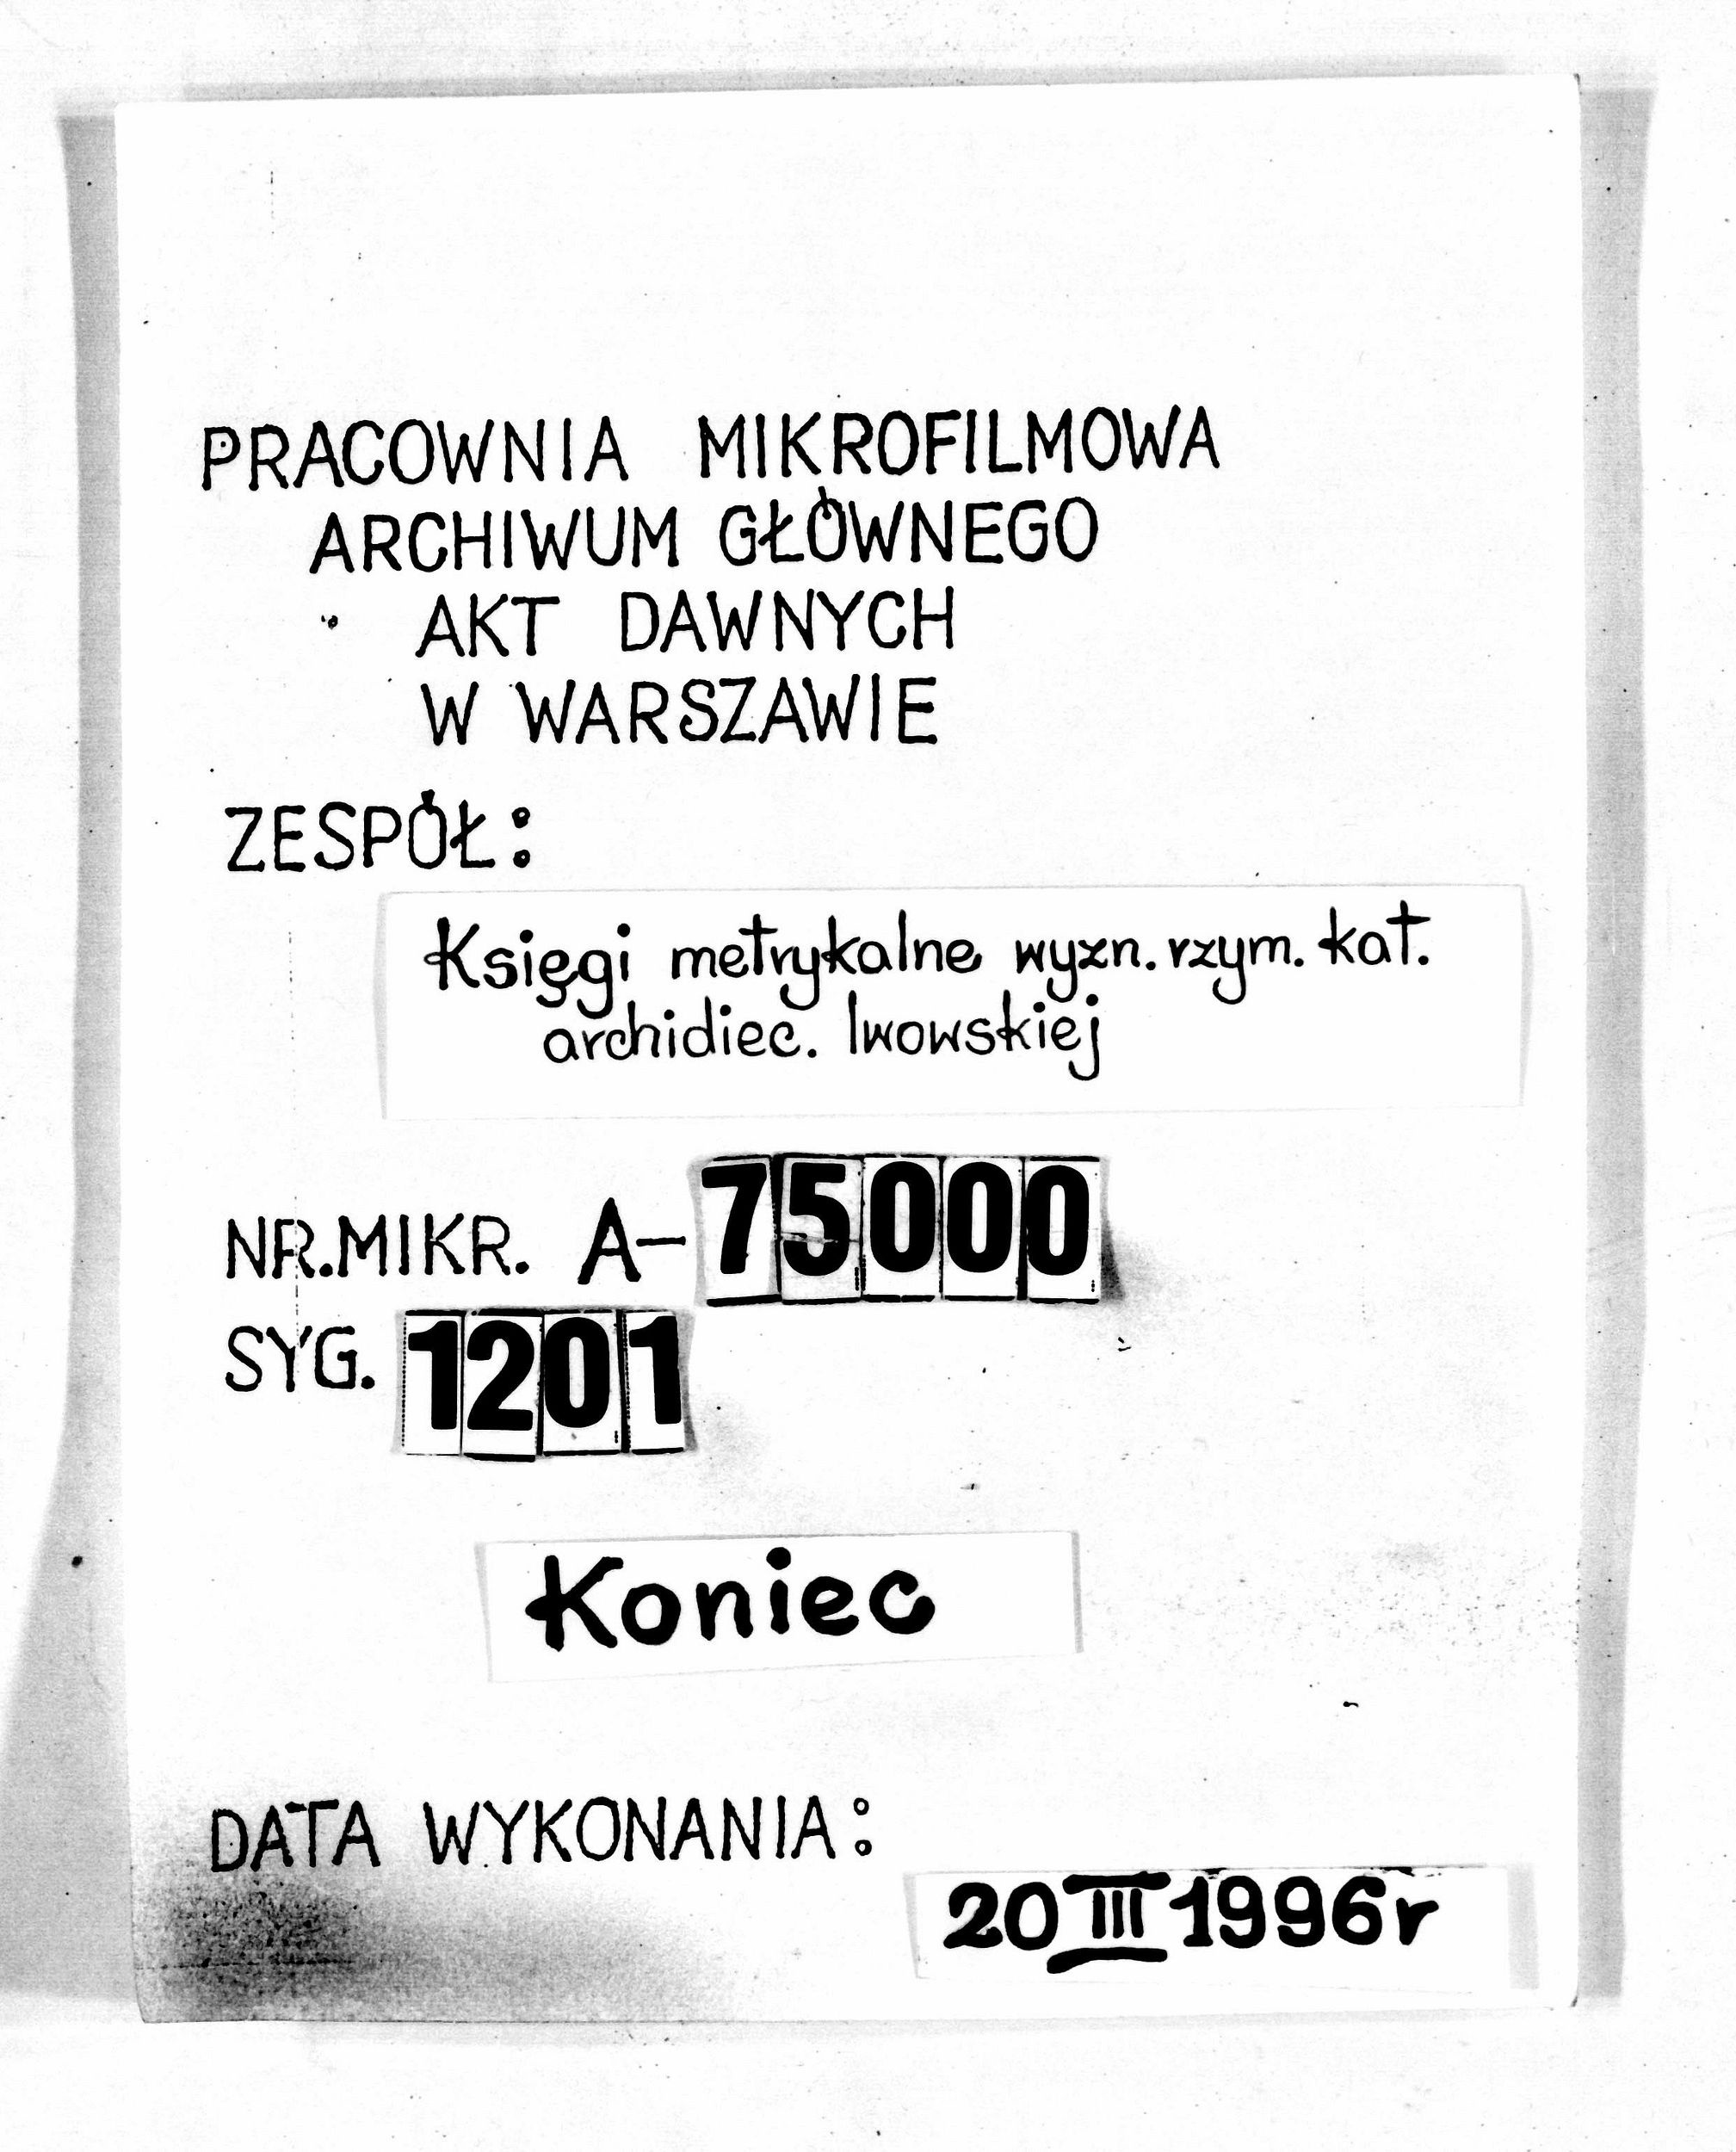 PRACOWNIA MIKROFILMOWA
ARCHIWUM GŁÓWNEGO
AKT DAWNYCH
W WARSZAWIE
ZESPÓŁ:
Księgi metrykalne wyzn. rzym. kat.
archidiec. lwowskiej
NR.MIKR. A-75000
SYG. 1201
Koniec
DATA WYKONANIA:
20 III 1996r